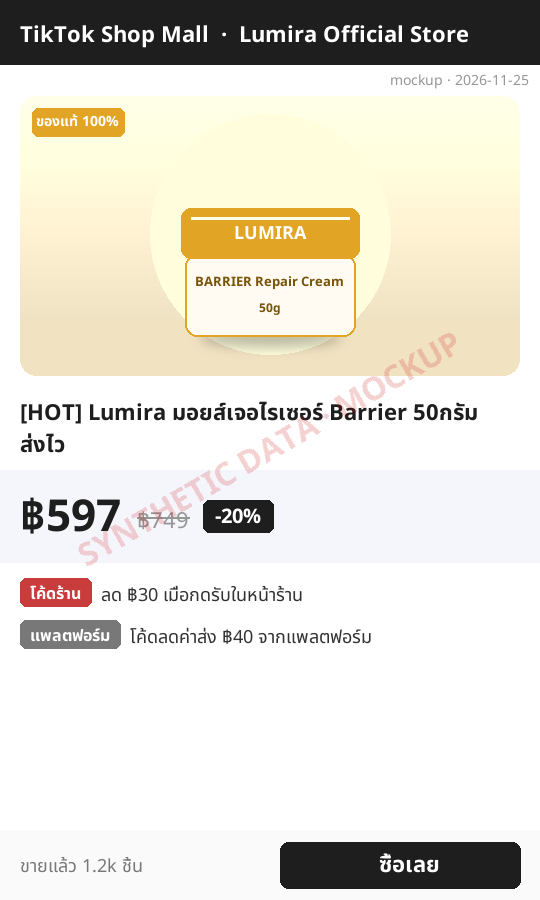 TikTok Shop Mall · Lumira Official Store
mockup · 2026-11-25
ของแท้ 100%
LUMIRA
BARRIER Repair Cream
50g
[HOT] Lumira มอยส์เจอไรเซอร์ Barrier 50กรัม
ส่งไว
฿597 ฿749 -20%
SYNTHETIC DATA · MOCKUP
โค้ดร้าน ลด ฿30 เมื่อกดรับในหน้าร้าน
แพลตฟอร์ม โค้ดลดค่าส่ง ฿40 จากแพลตฟอร์ม
ขายแล้ว 1.2k ชิ้น
ซื้อเลย